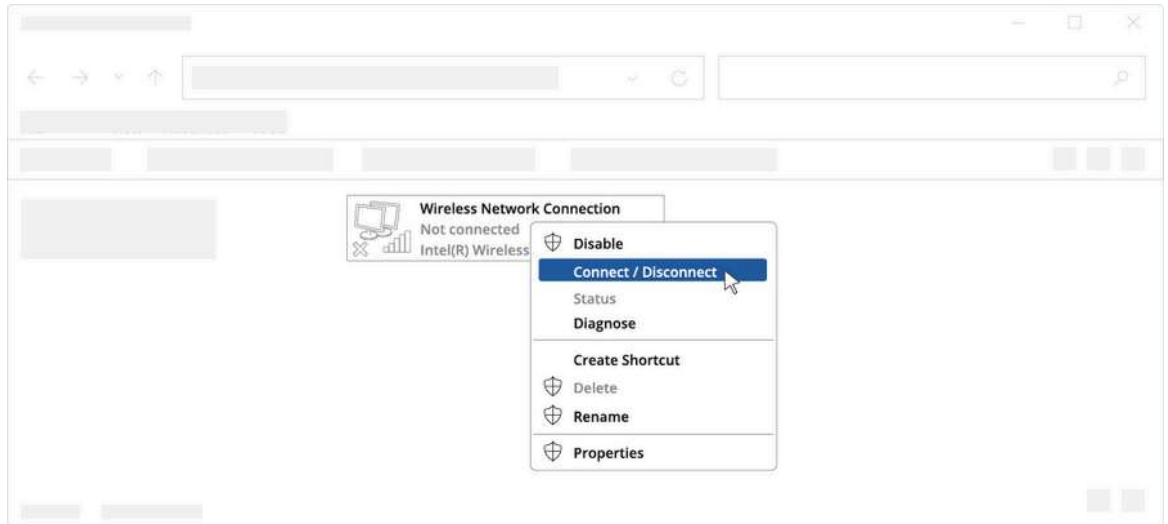 Wireless Network Connection
Not connected
Intel(R) Wireless
Disable
Connect / Disconnect
Status
Diagnose
Create Shortcut
Delete
Rename
Properties